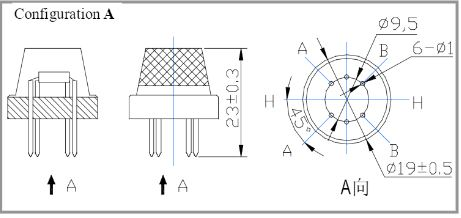 Configuration A
A
A
23±0.3
A
B
H
H
A
B
45°
Ø9,5
6-Ø1
Ø19±0.5
A向